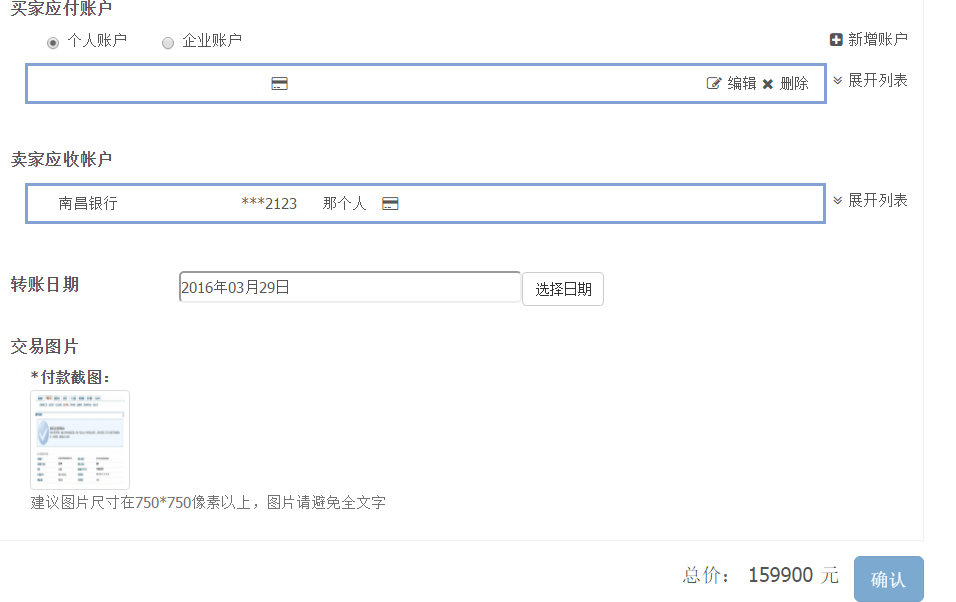 买家应付账户
个人账户 企业账户 新增账户
编辑 删除 展开列表
卖家应收帐户
南昌银行 ***2123 那个人 展开列表
转账日期 2016年03月29日 选择日期
交易图片
*付款截图：
建议图片尺寸在750*750像素以上，图片请避免全文字
总价： 159900 元 确认